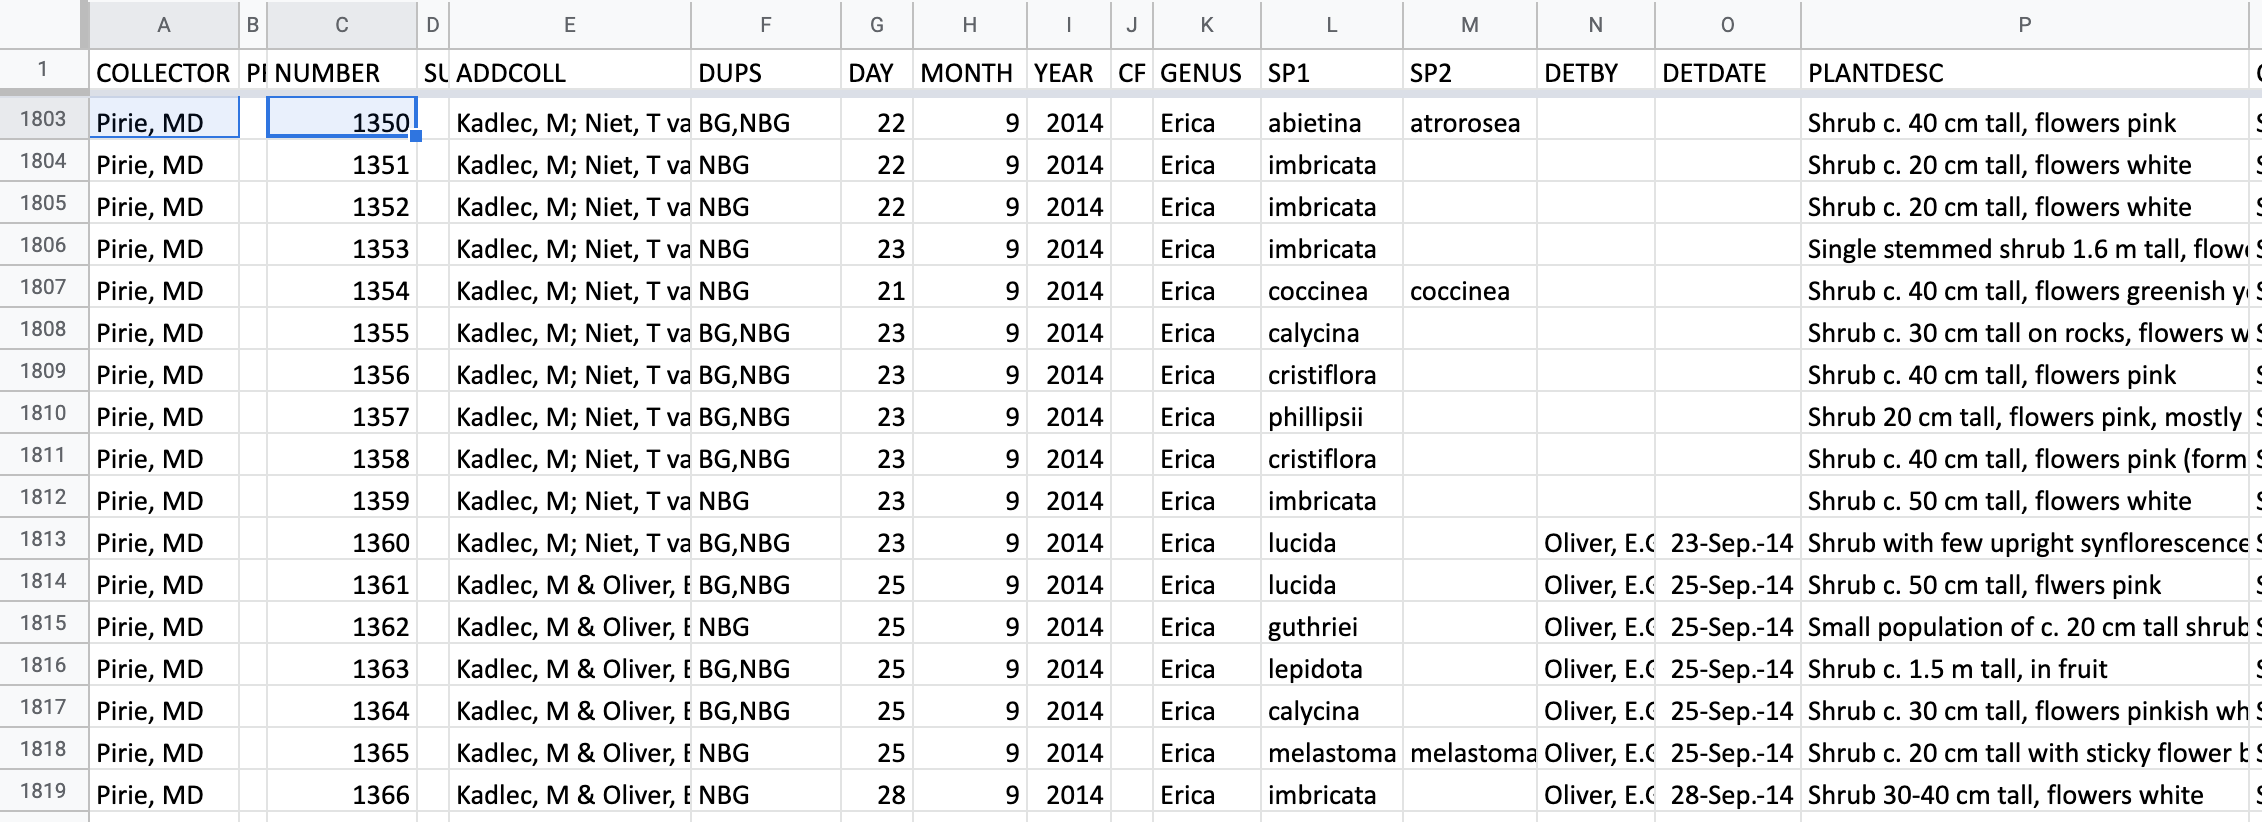 A B C D E F G H I J K L M N O P
1 COLLECTOR NUMBER ADDCOLL DUPS DAY MONTH YEAR CF GENUS SP1 SP2 DETBY DETDATE PLANTDESC
1803 Pirie, MD 1350 Kadlec, M; Niet, T va BG,NBG 22 9 2014 Erica abietina atrorosea Shrub c. 40 cm tall, flowers pink
1804 Pirie, MD 1351 Kadlec, M; Niet, T va NBG 22 9 2014 Erica imbricata Shrub c. 20 cm tall, flowers white
1805 Pirie, MD 1352 Kadlec, M; Niet, T va NBG 22 9 2014 Erica imbricata Shrub c. 20 cm tall, flowers white
1806 Pirie, MD 1353 Kadlec, M; Niet, T va NBG 23 9 2014 Erica imbricata Single stemmed shrub 1.6 m tall, flow
1807 Pirie, MD 1354 Kadlec, M; Niet, T va NBG 21 9 2014 Erica coccinea coccinea Shrub c. 40 cm tall, flowers greenish y
1808 Pirie, MD 1355 Kadlec, M; Niet, T va BG,NBG 23 9 2014 Erica calycina Shrub c. 30 cm tall on rocks, flowers w
1809 Pirie, MD 1356 Kadlec, M; Niet, T va BG,NBG 23 9 2014 Erica cristiflora Shrub c. 40 cm tall, flowers pink
1810 Pirie, MD 1357 Kadlec, M; Niet, T va BG,NBG 23 9 2014 Erica phillipsii Shrub 20 cm tall, flowers pink, mostly
1811 Pirie, MD 1358 Kadlec, M; Niet, T va BG,NBG 23 9 2014 Erica cristiflora Shrub c. 40 cm tall, flowers pink (form
1812 Pirie, MD 1359 Kadlec, M; Niet, T va NBG 23 9 2014 Erica imbricata Shrub c. 50 cm tall, flowers white
1813 Pirie, MD 1360 Kadlec, M; Niet, T va BG,NBG 23 9 2014 Erica lucida Oliver, E.G 23-Sep.-14 Shrub with few upright synflorescence
1814 Pirie, MD 1361 Kadlec, M & Oliver, E BG,NBG 25 9 2014 Erica lucida Oliver, E.G 25-Sep.-14 Shrub c. 50 cm tall, flwers pink
1815 Pirie, MD 1362 Kadlec, M & Oliver, E NBG 25 9 2014 Erica guthriei Oliver, E.G 25-Sep.-14 Small population of c. 20 cm tall shrub
1816 Pirie, MD 1363 Kadlec, M & Oliver, E BG,NBG 25 9 2014 Erica lepidota Oliver, E.G 25-Sep.-14 Shrub c. 1.5 m tall, in fruit
1817 Pirie, MD 1364 Kadlec, M & Oliver, E BG,NBG 25 9 2014 Erica calycina Oliver, E.G 25-Sep.-14 Shrub c. 30 cm tall, flowers pinkish wh
1818 Pirie, MD 1365 Kadlec, M & Oliver, E NBG 25 9 2014 Erica melastoma melastoma Oliver, E.G 25-Sep.-14 Shrub c. 20 cm tall with sticky flower b
1819 Pirie, MD 1366 Kadlec, M & Oliver, E NBG 28 9 2014 Erica imbricata Oliver, E.G 28-Sep.-14 Shrub 30-40 cm tall, flowers white